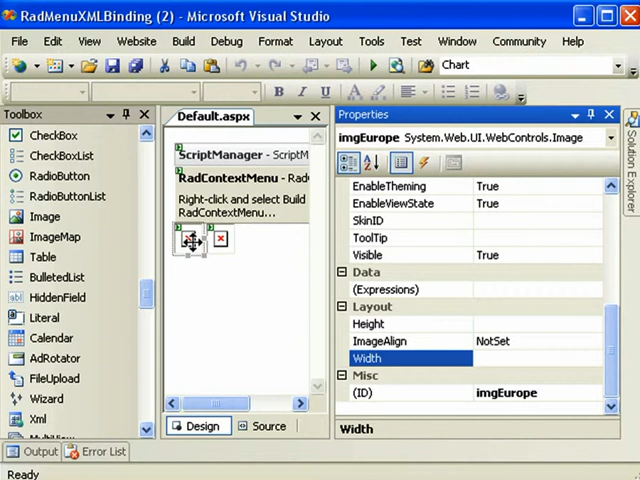 RadMenuXMLBinding (2) - Microsoft Visual Studio
File Edit View Website Build Debug Format Layout Tools Test Window Community Help
Chart
Toolbox
CheckBox
CheckBoxList
RadioButton
RadioButtonList
Image
ImageMap
Table
BulletedList
HiddenField
Literal
Calendar
AdRotator
FileUpload
Wizard
Xml
Default.aspx
ScriptManager - ScriptM
RadContextMenu - Rad
Right-click and select Build
RadContextMenu...
Design Source
Properties
imgEurope System.Web.UI.WebControls.Image
EnableTheming True
EnableViewState True
SkinID
ToolTip
Visible True
Data
(Expressions)
Layout
Height
ImageAlign NotSet
Width
Misc
(ID) imgEurope
Width
Solution Explorer
Output Error List
Ready